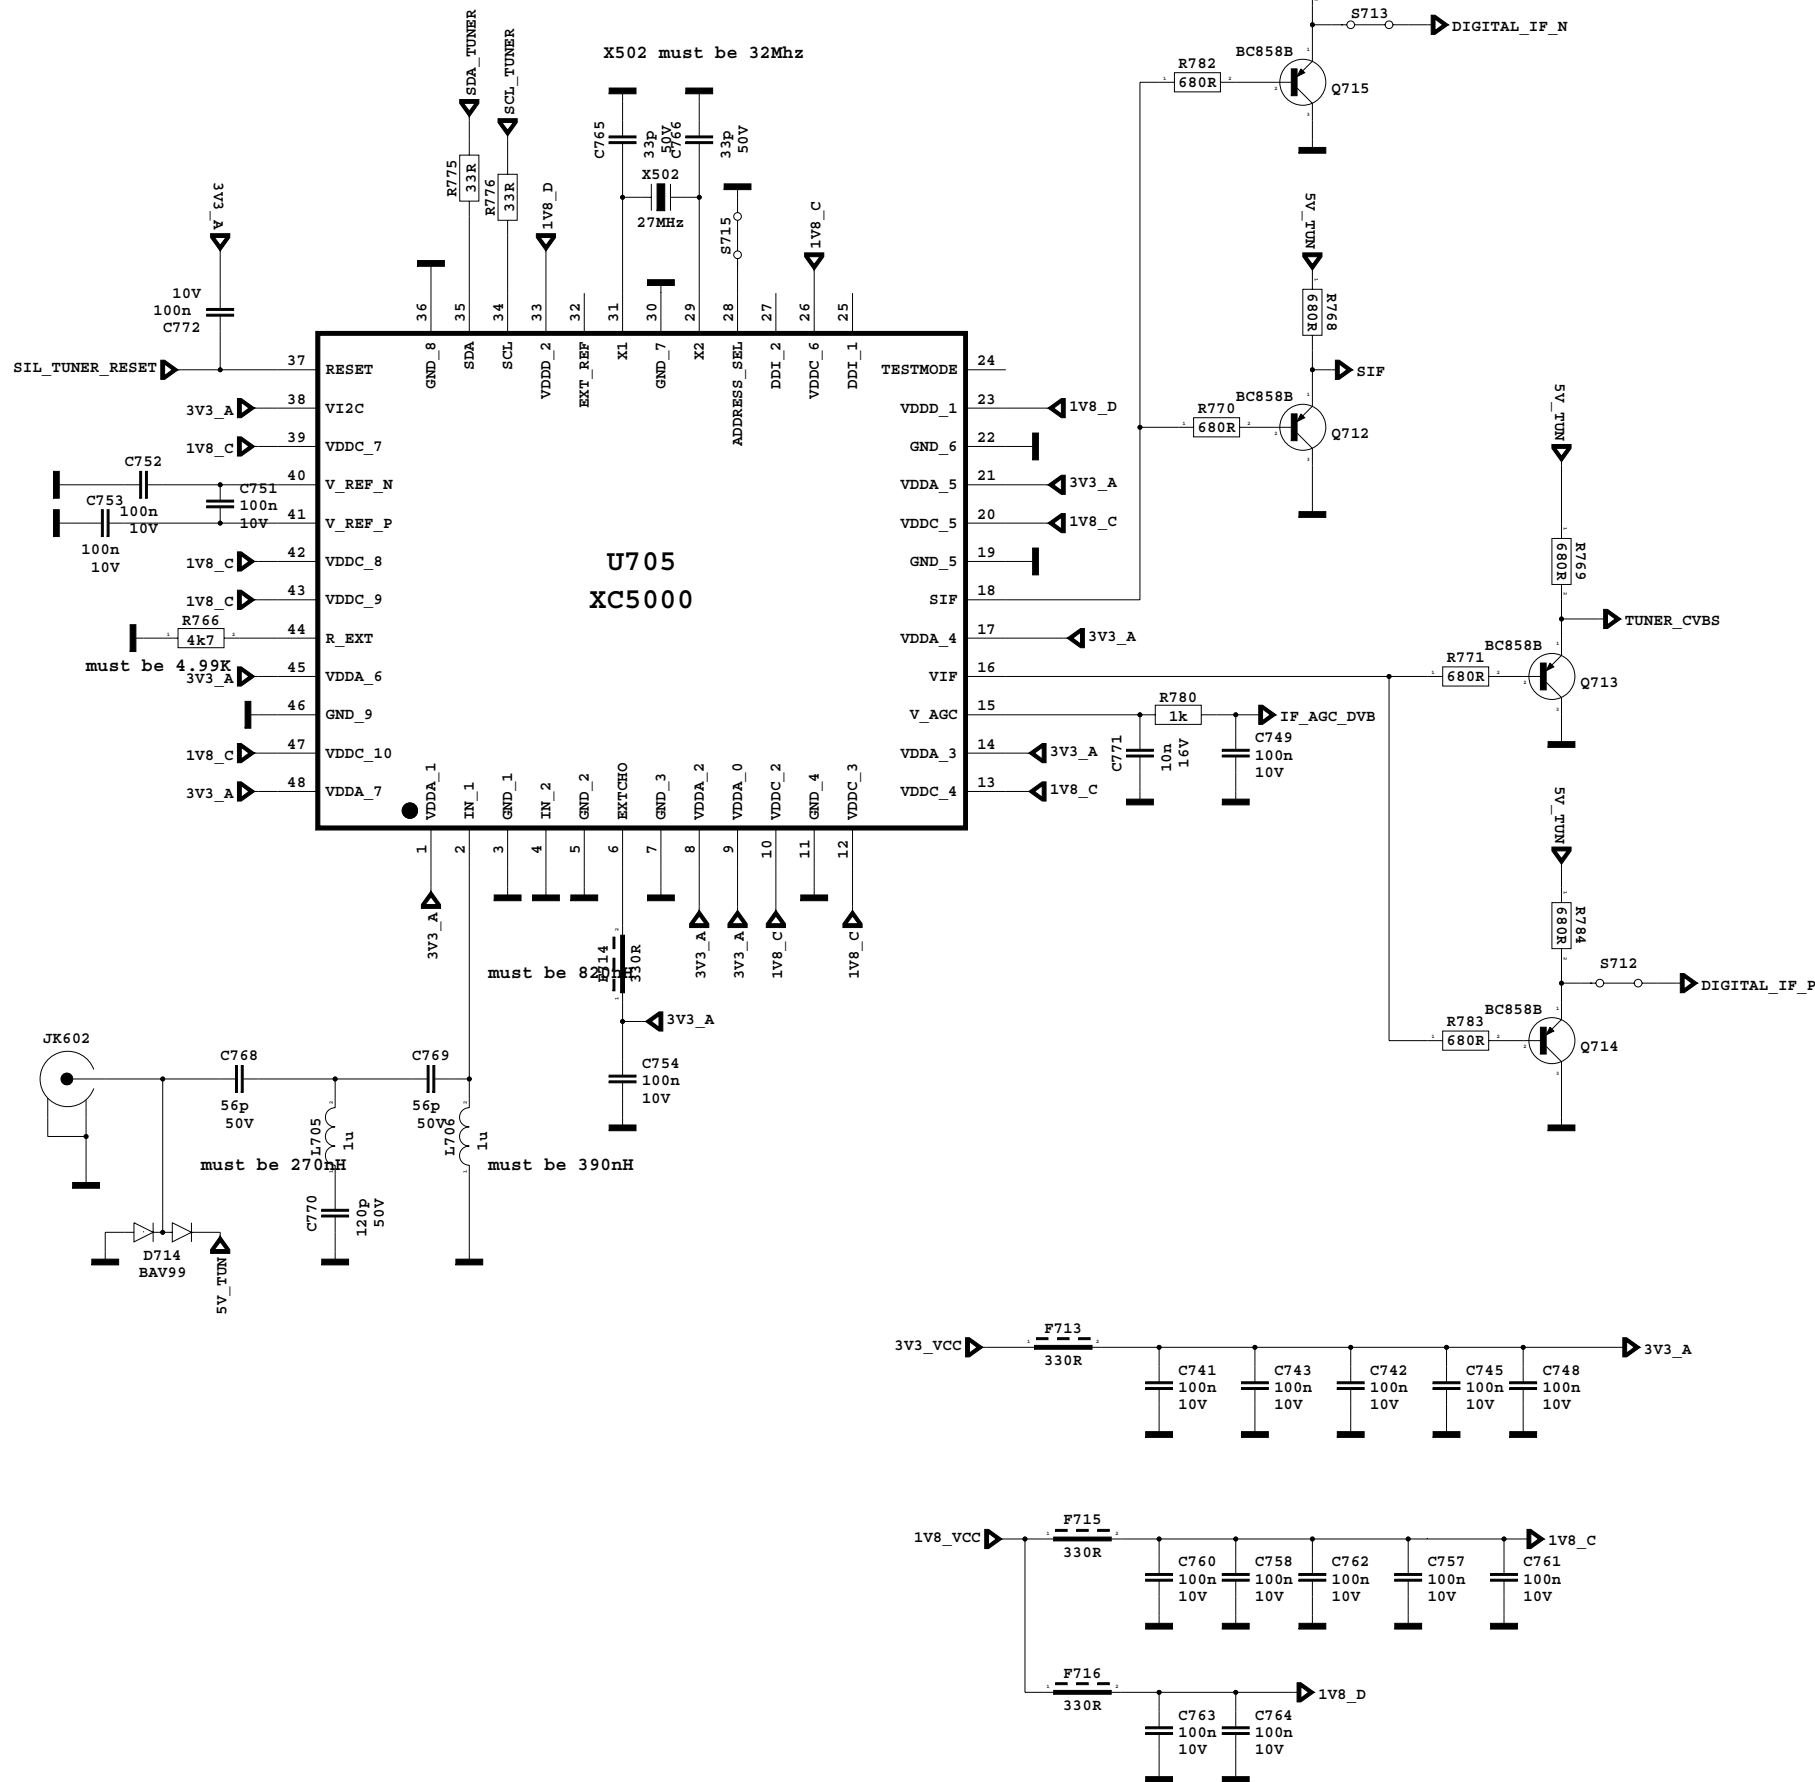 X502 must be 32Mhz
SDA_TUNER
SCL_TUNER
R775
33R
R776
33R
1V8_D
C765
33p
50V
C766
33p
50V
X502
27MHz
S715
1V8_C
3V3_A
10V
100n
C772
SIL_TUNER_RESET
36
35
34
33
32
31
30
29
28
27
26
25
GND_8
SDA
SCL
VDDD_2
EXT_REF
X1
GND_7
X2
ADDRESS_SEL
DDI_2
VDDC_6
DDI_1
37 RESET
3V3_A 38 VI2C
1V8_C 39 VDDC_7
C752
40 V_REF_N
100n
10V
C751
100n
10V
C753
41 V_REF_P
100n
10V
1V8_C 42 VDDC_8
1V8_C 43 VDDC_9
R766
4k7
44 R_EXT
must be 4.99K
3V3_A 45 VDDA_6
46 GND_9
1V8_C 47 VDDC_10
3V3_A 48 VDDA_7
U705
XC5000
TESTMODE 24
VDDD_1 23 1V8_D
GND_6 22
VDDA_5 21 3V3_A
VDDC_5 20 1V8_C
GND_5 19
SIF 18
VDDA_4 17 3V3_A
VIF 16
V_AGC 15
VDDA_3 14 3V3_A
VDDC_4 13 1V8_C
VDDA_1
IN_1
GND_1
IN_2
GND_2
EXTCHO
GND_3
VDDA_2
VDDA_0
VDDC_2
GND_4
VDDC_3
1
2
3
4
5
6
7
8
9
10
11
12
3V3_A
3V3_A
3V3_A
1V8_C
1V8_C
must be 820nH
330R
3V3_A
C754
100n
10V
JK602
C768
56p
50V
C769
56p
50V
L705
1u
L706
1u
must be 270nH
must be 390nH
C770
120p
50V
D714
BAV99
5V_TUN
S713
DIGITAL_IF_N
BC858B
R782
680R
Q715
5V_TUN
R768
680R
SIF
BC858B
R770
680R
Q712
5V_TUN
R769
680R
TUNER_CVBS
BC858B
R771
680R
Q713
R780
1k
IF_AGC_DVB
C771
10n
16V
C749
100n
10V
5V_TUN
R784
680R
S712
DIGITAL_IF_P
BC858B
R783
680R
Q714
3V3_VCC
F713
330R
3V3_A
C741 C743 C742 C745 C748
100n 100n 100n 100n 100n
10V 10V 10V 10V 10V
1V8_VCC
F715
330R
1V8_C
C760 C758 C762 C757 C761
100n 100n 100n 100n 100n
10V 10V 10V 10V 10V
F716
330R
1V8_D
C763 C764
100n 100n
10V 10V